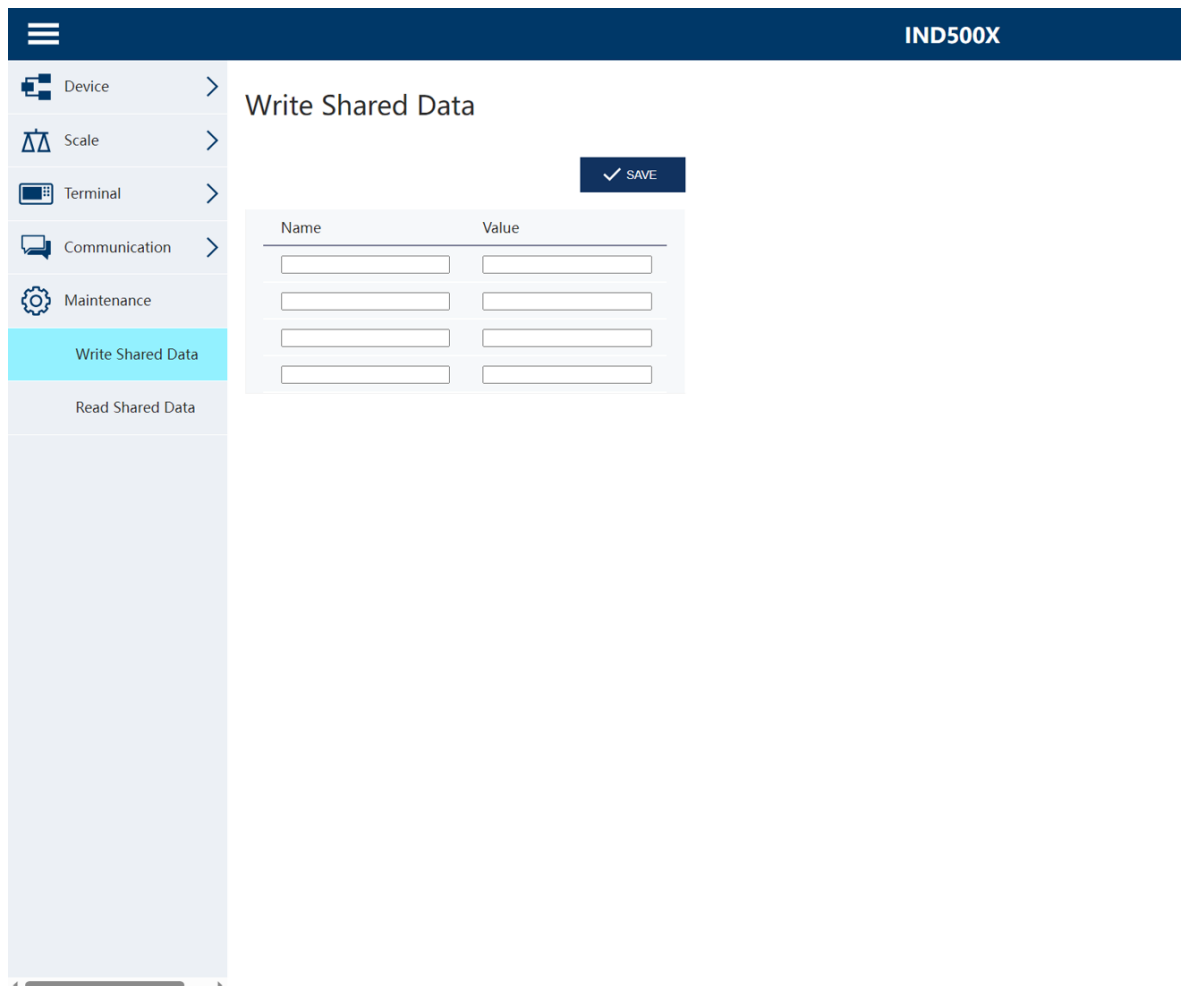 IND500X
Device
Scale
Terminal
Communication
Maintenance
Write Shared Data
Read Shared Data
Write Shared Data
SAVE
Name Value